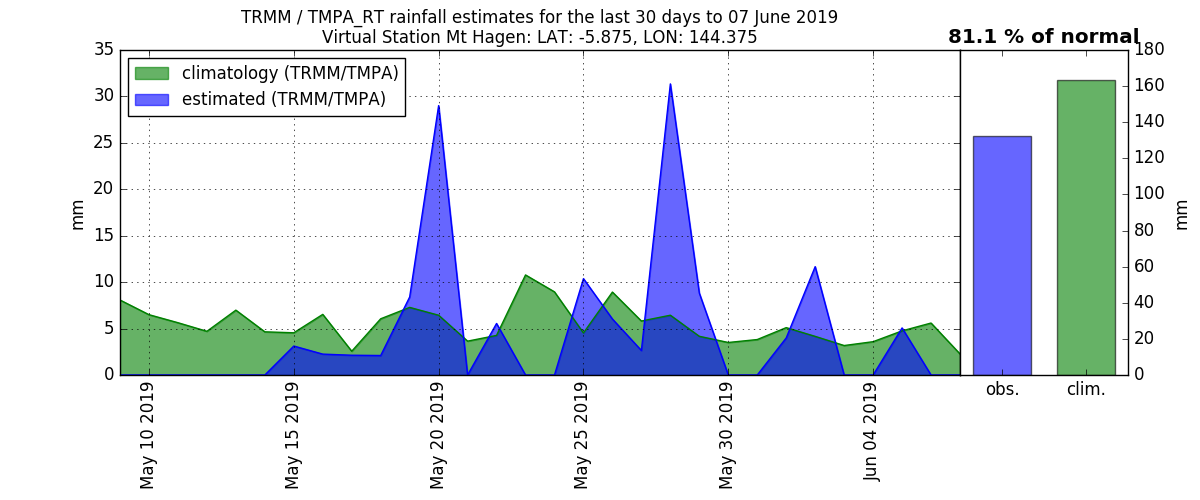 TRMM / TMPA_RT rainfall estimates for the last 30 days to 07 June 2019
Virtual Station Mt Hagen: LAT: -5.875, LON: 144.375
81.1 % of normal
climatology (TRMM/TMPA)
estimated (TRMM/TMPA)
mm
35
30
25
20
15
10
5
0
May 10 2019
May 15 2019
May 20 2019
May 25 2019
May 30 2019
Jun 04 2019
obs.
clim.
180
160
140
120
100
80
60
40
20
0
mm